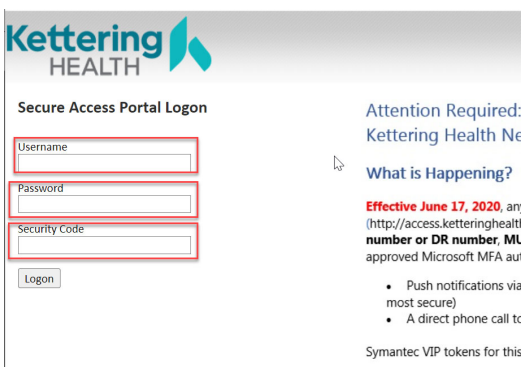 Kettering
HEALTH
Secure Access Portal Logon
Username
Password
Security Code
Logon
Attention Required:
Kettering Health Ne
What is Happening?
Effective June 17, 2020, an
(http://access.ketteringhealth
number or DR number, MU
approved Microsoft MFA aut
• Push notifications via
most secure)
• A direct phone call to
Symantec VIP tokens for this